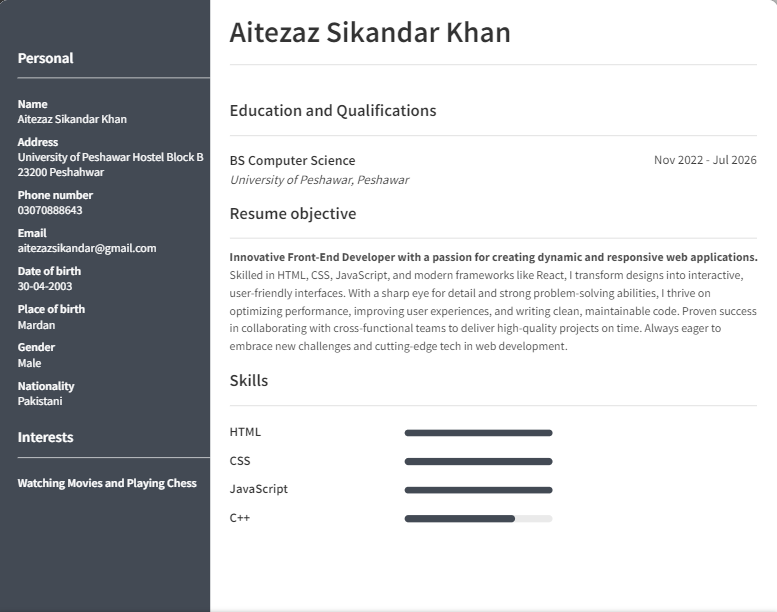 Personal
Name
Aitezaz Sikandar Khan
Address
University of Peshawar Hostel Block B
23200 Peshahwar
Phone number
03070888643
Email
aitezazsikandar@gmail.com
Date of birth
30-04-2003
Place of birth
Mardan
Gender
Male
Nationality
Pakistani
Interests
Watching Movies and Playing Chess
Aitezaz Sikandar Khan
Education and Qualifications
BS Computer Science Nov 2022 - Jul 2026
University of Peshawar, Peshawar
Resume objective
Innovative Front-End Developer with a passion for creating dynamic and responsive web applications.
Skilled in HTML, CSS, JavaScript, and modern frameworks like React, I transform designs into interactive,
user-friendly interfaces. With a sharp eye for detail and strong problem-solving abilities, I thrive on
optimizing performance, improving user experiences, and writing clean, maintainable code. Proven success
in collaborating with cross-functional teams to deliver high-quality projects on time. Always eager to
embrace new challenges and cutting-edge tech in web development.
Skills
HTML
CSS
JavaScript
C++